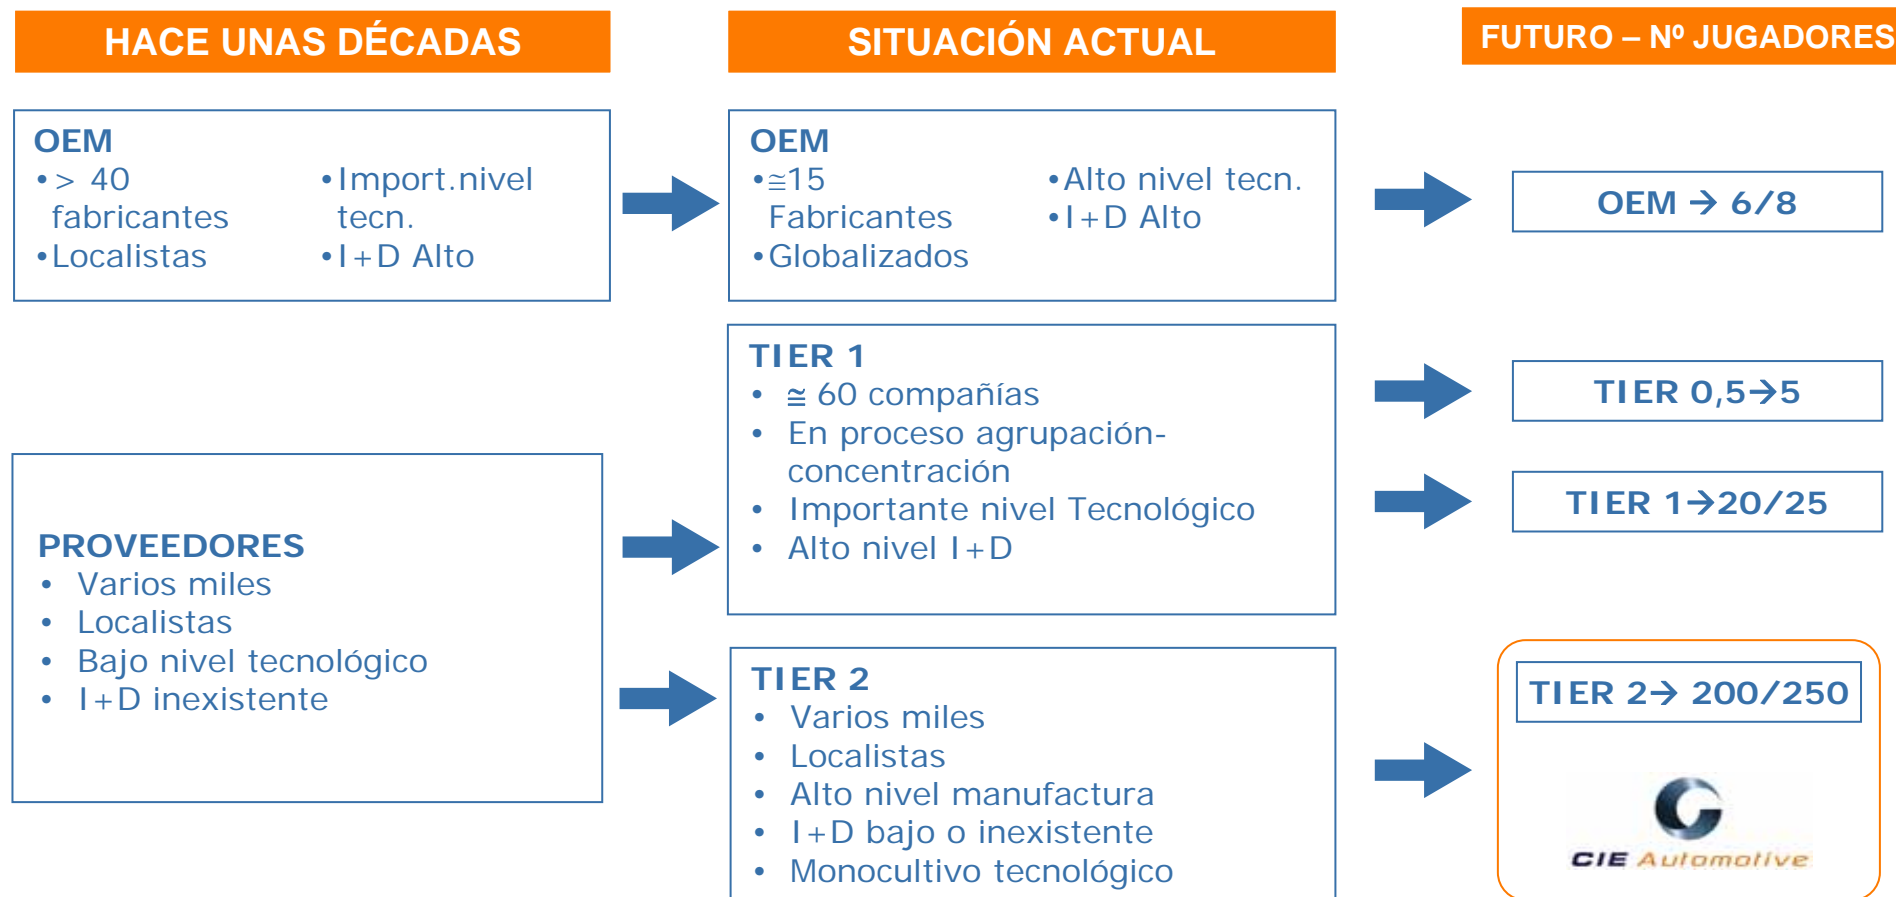 HACE UNAS DÉCADAS
SITUACIÓN ACTUAL
FUTURO – Nº JUGADORES
OEM
•> 40
fabricantes
•Localistas
•Import.nivel
tecn.
•I+D Alto
OEM
•≅15
Fabricantes
•Globalizados
•Alto nivel tecn.
•I+D Alto
OEM → 6/8
PROVEEDORES
• Varios miles
• Localistas
• Bajo nivel tecnológico
• I+D inexistente
TIER 1
• ≅ 60 compañías
• En proceso agrupación-
concentración
• Importante nivel Tecnológico
• Alto nivel I+D
TIER 0,5→5
TIER 1→20/25
TIER 2
• Varios miles
• Localistas
• Alto nivel manufactura
• I+D bajo o inexistente
• Monocultivo tecnológico
TIER 2→ 200/250
CIE Automotive